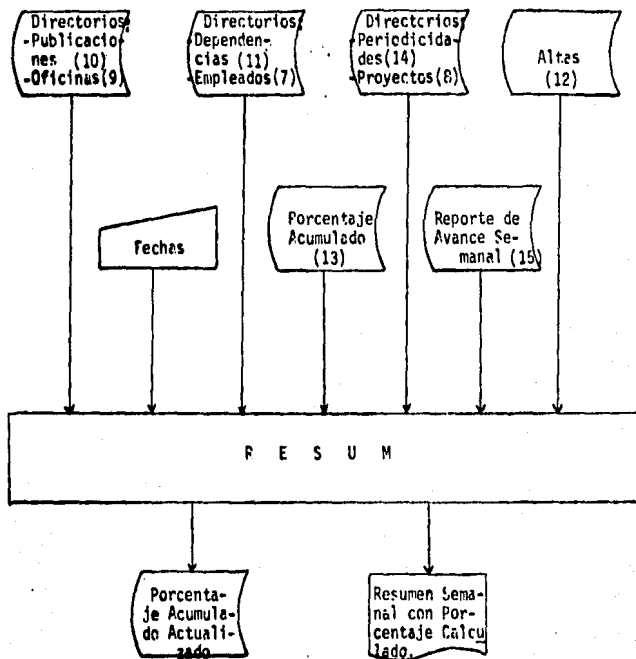 Directorios:
-Publicacio-
nes (10)
-Oficinas(9)
Directorios:
-Dependen-
cias (11)
-Empleados(7)
Directorios:
-Periodicida-
des(14)
-Proyectos(8)
Altas
(12)
Fechas
Porcentaje
Acumulado
(13)
Reporte de
Avance Se-
manal (15)
R E S U M
Porcenta-
je Acumula-
do Actuali-
zado
Resumen Sema-
nal con Por-
centaje Calcu
lado.